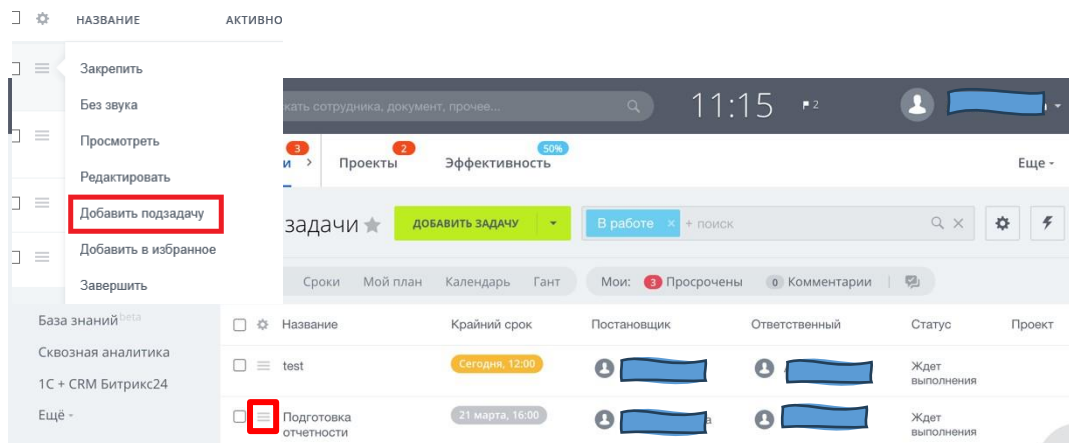 НАЗВАНИЕ АКТИВНО
Закрепить
Без звука
Просмотреть
Редактировать
Добавить подзадачу
Добавить в избранное
Завершить
кать сотрудника, документ, прочее...
11:15
2
3
и
Проекты 2
Эффективность 50%
Еще
задачи
ДОБАВИТЬ ЗАДАЧУ
В работе × + поиск
Сроки Мой план Календарь Гант
Мои: 3 Просрочены 0 Комментарии
База знаний beta
Сквозная аналитика
1С + CRM Битрикс24
Ещё
Название Крайний срок Постановщик Ответственный Статус Проект
test Сегодня, 12:00 Ждет
выполнения
Подготовка 21 марта, 16:00 а Ждет
отчетности выполнения